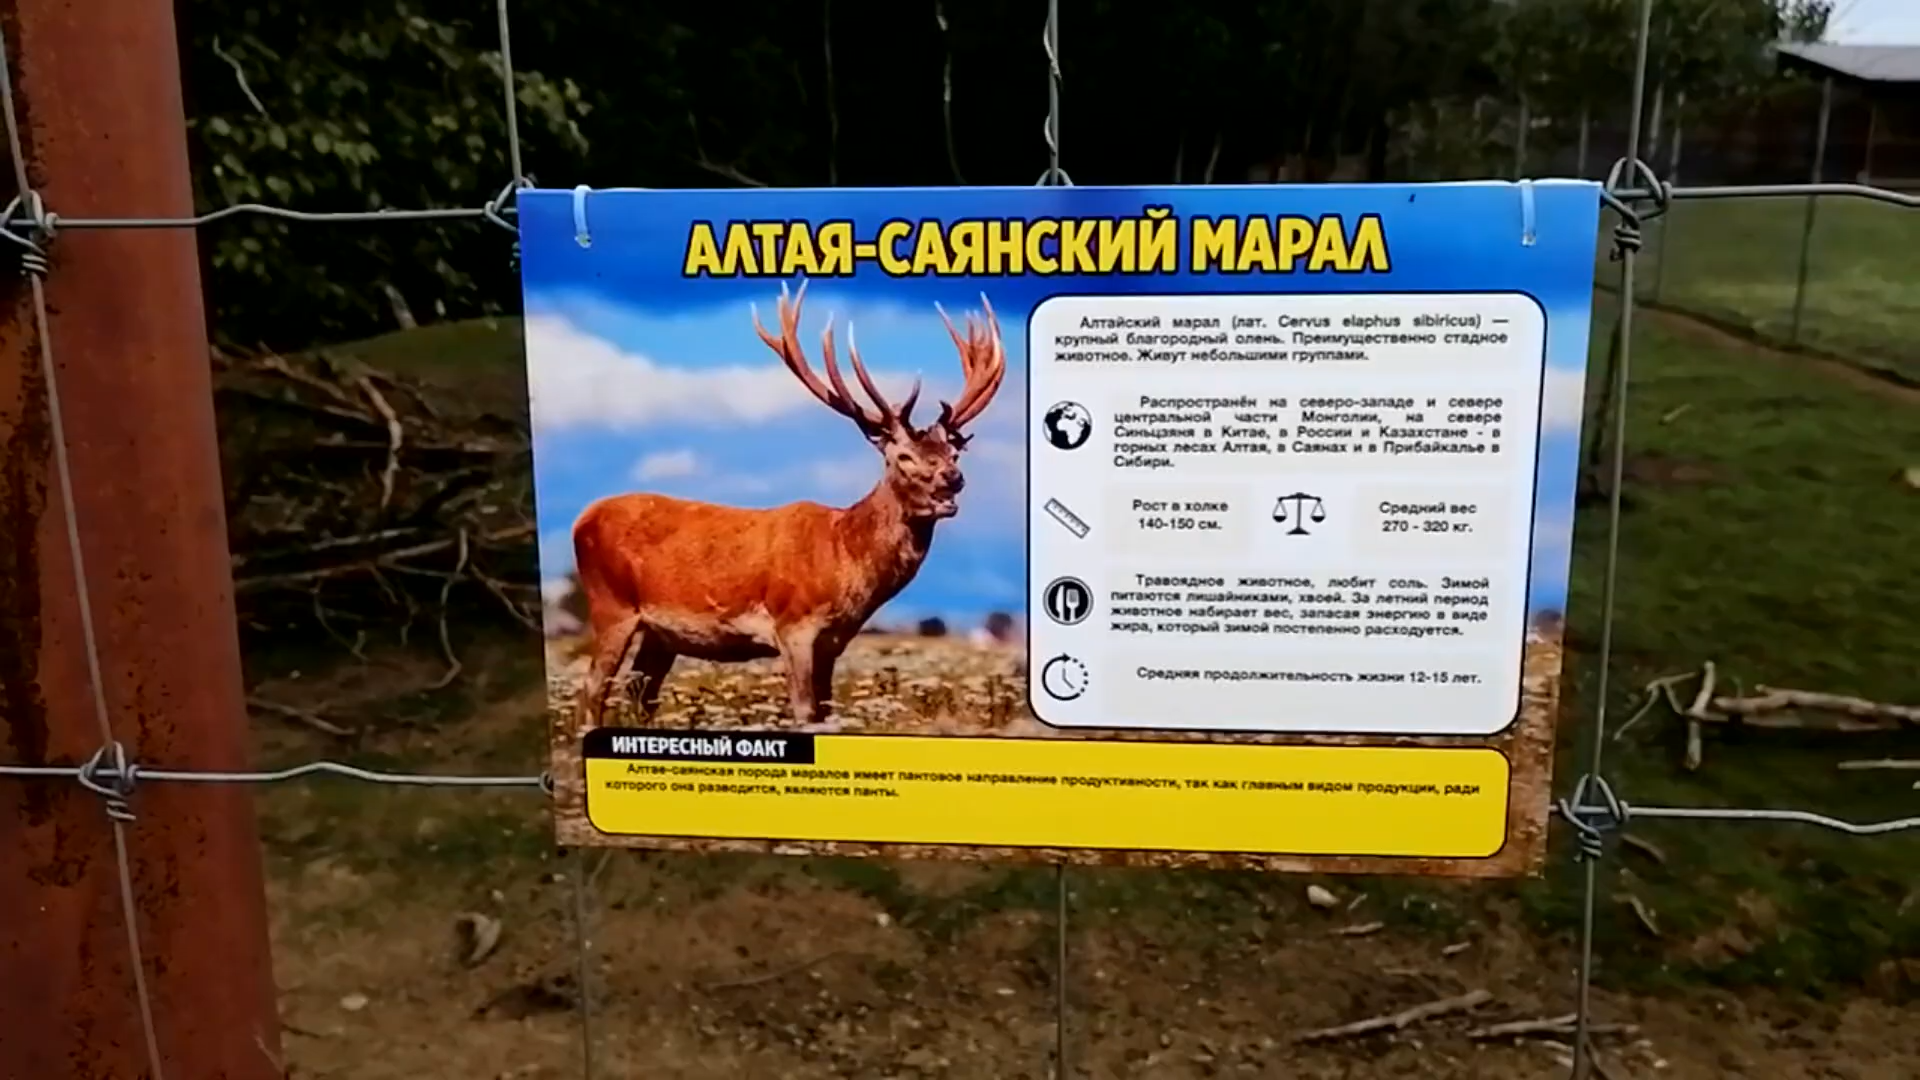 АЛТАЯ-САЯНСКИЙ МАРАЛ
Алтайский марал (лат. Cervus elaphus sibiricus) —
крупный благородный олень. Преимущественно стадное
животное. Живут небольшими группами.
Распространён на северо-западе и севере
центральной части Монголии, на севере
Синьцзяня в Китае, в России и Казахстане - в
горных лесах Алтая, в Саянах и в Прибайкалье в
Сибири.
Рост в холке
140-150 см.
Средний вес
270 - 320 кг.
Травоядное животное, любит соль. Зимой
питаются лишайниками, хвоей. За летний период
животное набирает вес, запасая энергию в виде
жира, который зимой постепенно расходуется.
Средняя продолжительность жизни 12-15 лет.
ИНТЕРЕСНЫЙ ФАКТ
Алтае-саянская порода маралов имеет пантовое направление продуктивности, так как главным видом продукции, ради
которого она разводится, являются панты.